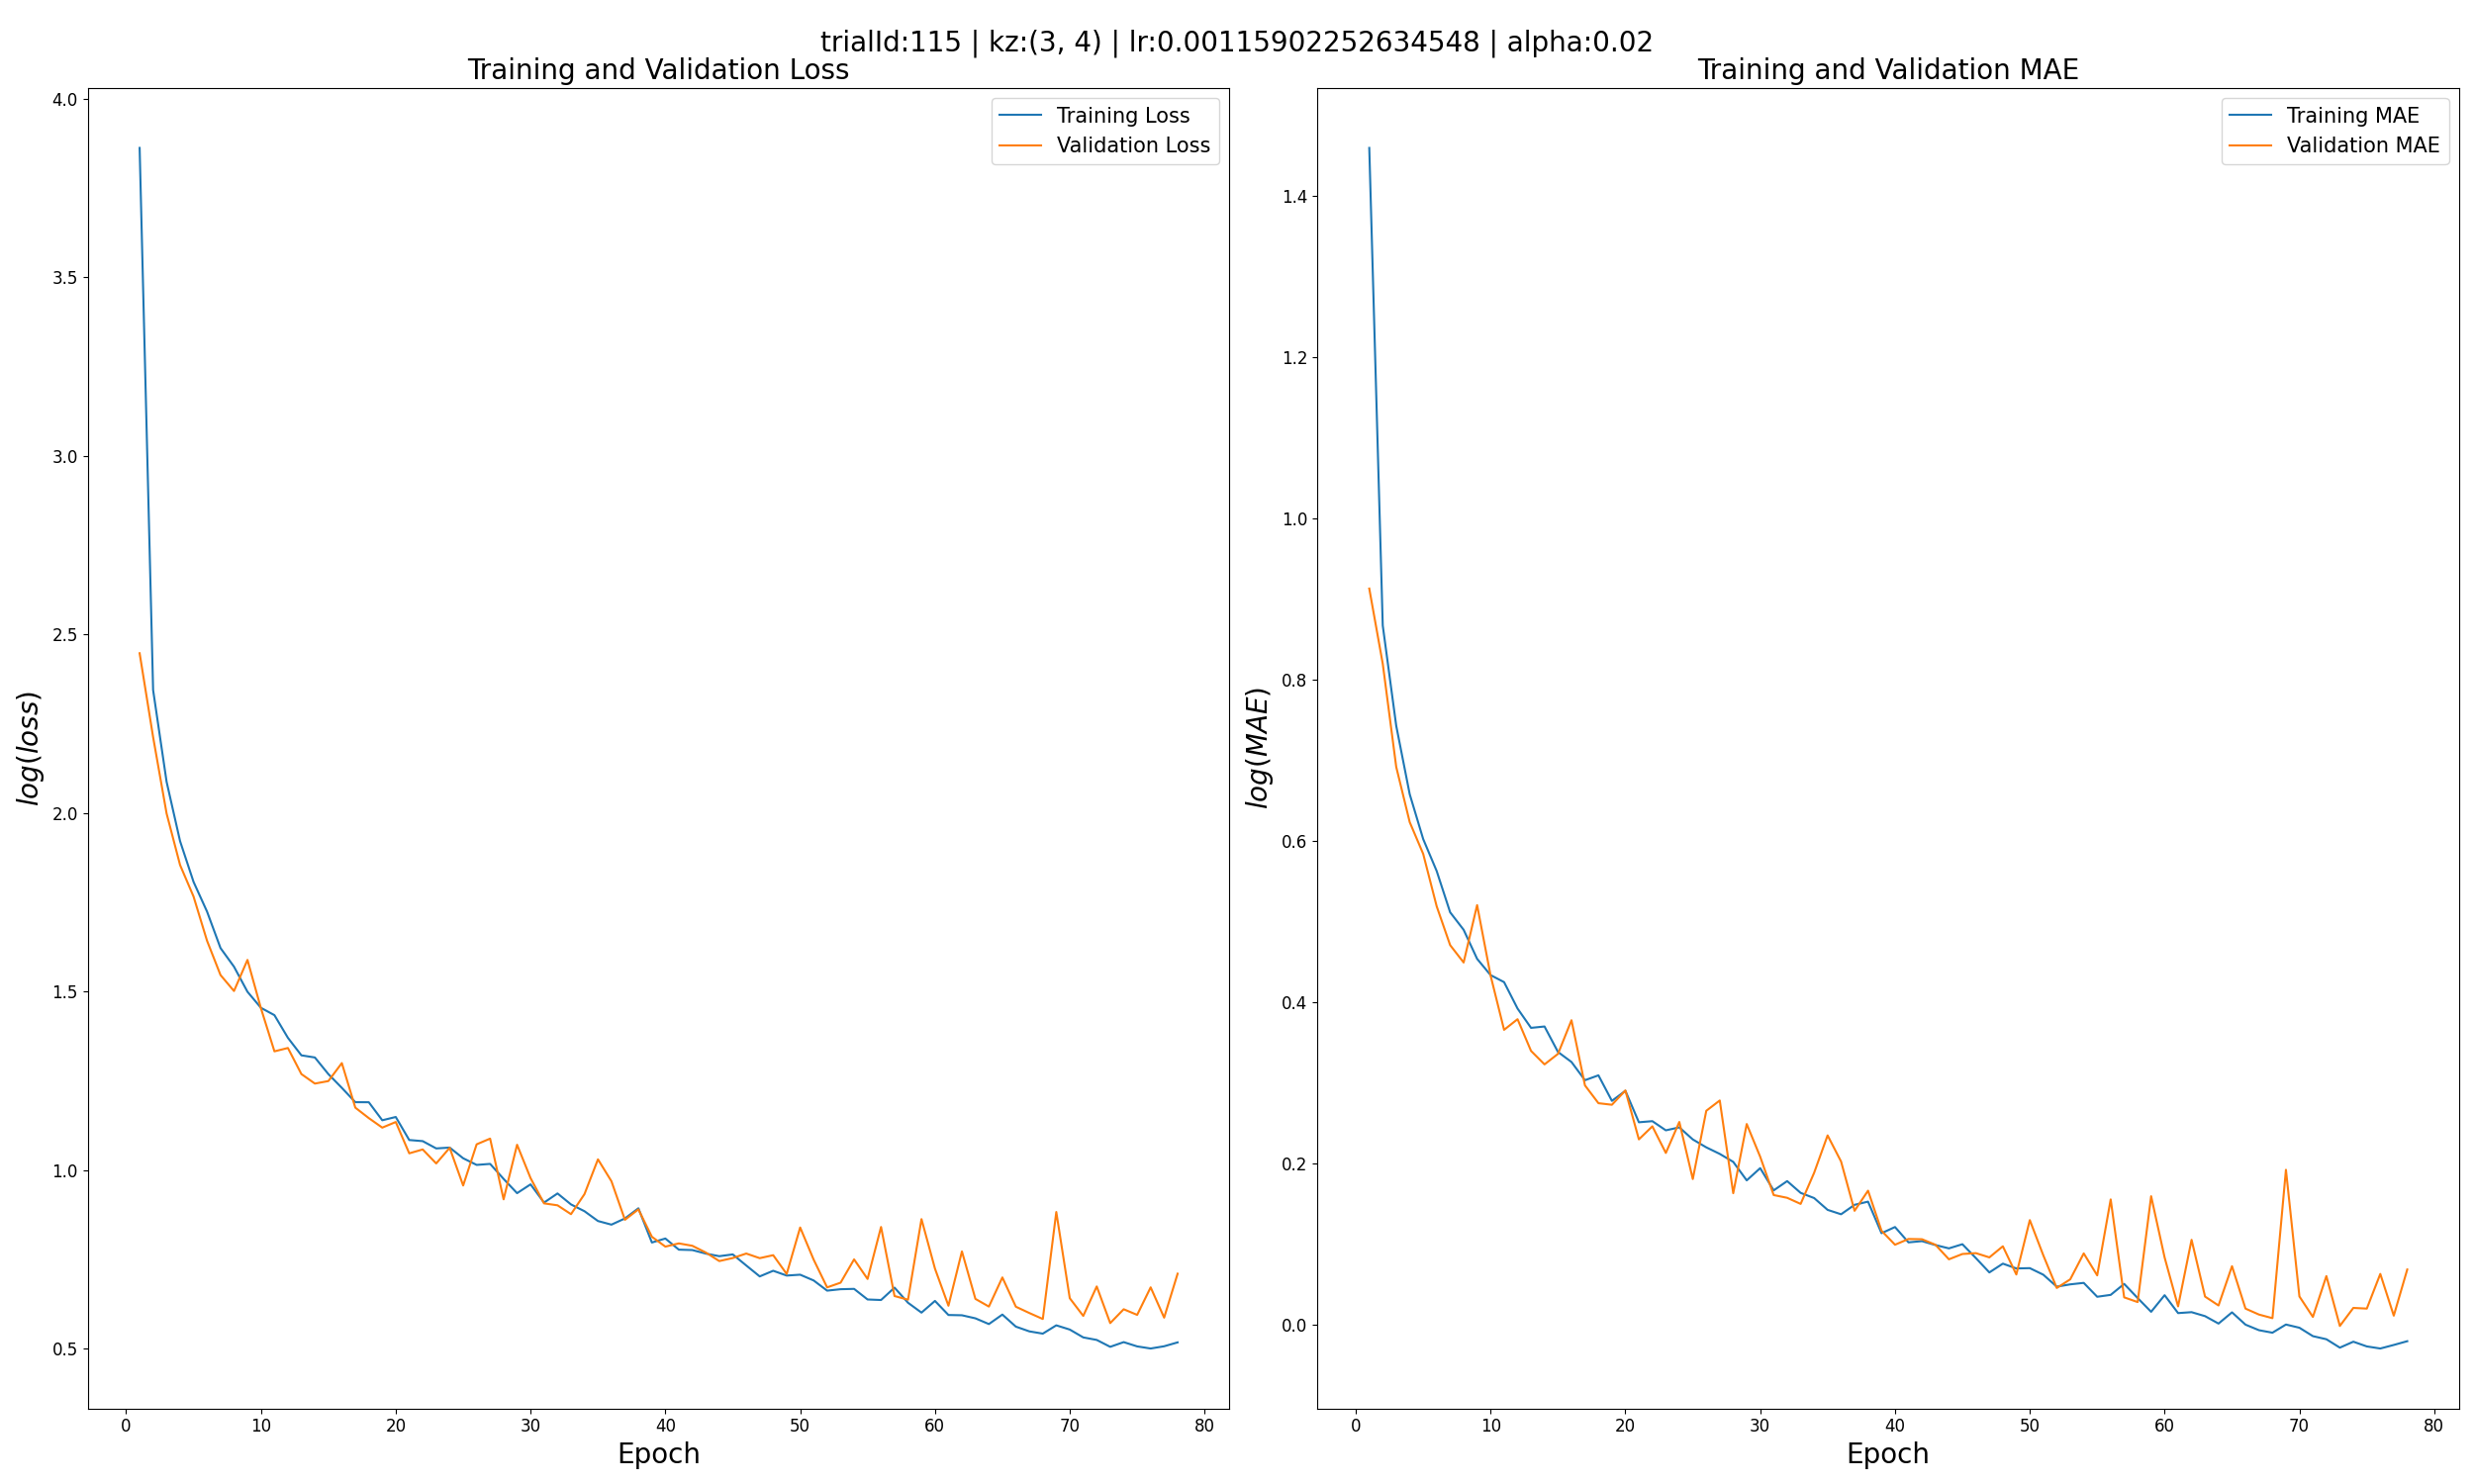 trialId:115 | kz:(3, 4) | lr:0.00115902252634548 | alpha:0.02
Training and Validation Loss
4.0
3.5
3.0
2.5
2.0
1.5
1.0
0.5
log(loss)
Training Loss
Validation Loss
0 10 20 30 40 50 60 70 80
Epoch
Training and Validation MAE
1.4
1.2
1.0
0.8
0.6
0.4
0.2
0.0
log(MAE)
Training MAE
Validation MAE
0 10 20 30 40 50 60 70 80
Epoch